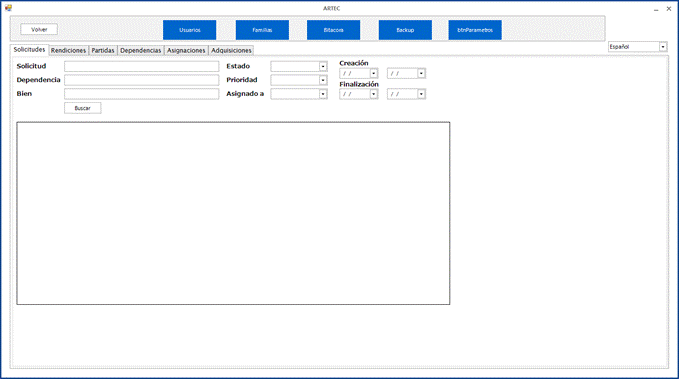 ARTEC
Volver Usuarios Familias Bitacora Backup btnParametros
Español
Solicitudes Rendiciones Partidas Dependencias Asignaciones Adquisiciones
Solicitud Estado Creación
/ / / /
Dependencia Prioridad Finalización
Bien Asignado a / / / /
Buscar